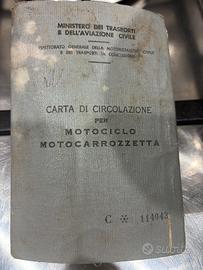 MINISTERO DEI TRASPORTI
E DELL'AVIAZIONE CIVILE
ISPETTORATO GENERALE DELLA MOTORIZZAZIONE CIVILE
E DEI TRASPORTI IN CONCESSIONE
CARTA DI CIRCOLAZIONE
PER
MOTOCICLO
MOTOCARROZZETTA
C * 114043
subito